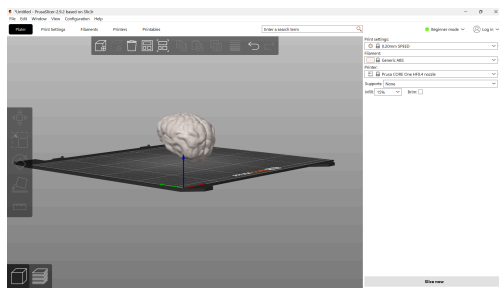 *Untitled - PrusaSlicer-2.9.2 based on Slic3r
File Edit Window View Configuration Help
Plater Print Settings Filaments Printers Printables
Enter a search term
Beginner mode
Log in
Print settings:
0.20mm SPEED
Filament:
Generic ABS
Printer:
Prusa CORE One HF0.4 nozzle
Supports: None
Infill: 15% Brim:
Slice now